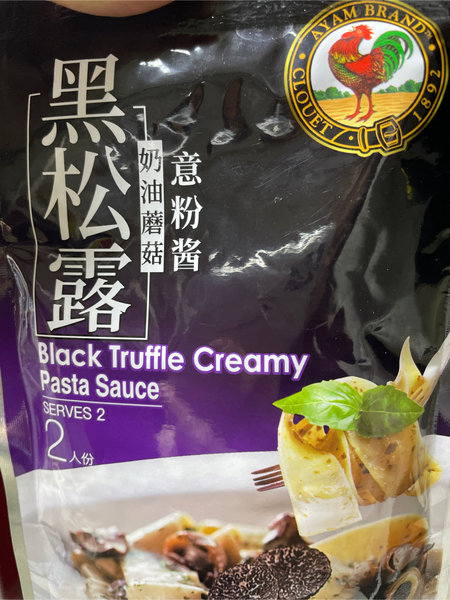 AYAM BRAND™
CLOUET 1892
黑松露
奶油蘑菇
意粉酱
Black Truffle Creamy
Pasta Sauce
SERVES 2
2人份